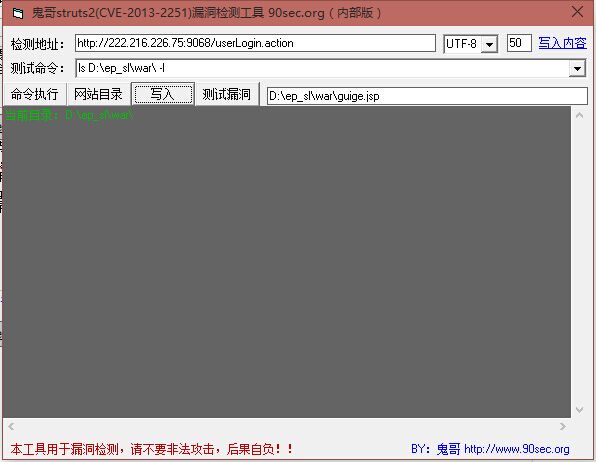 鬼哥struts2(CVE-2013-2251)漏洞检测工具 90sec.org（内部版）
检测地址： http://222.216.226.75:9068/userLogin.action UTF-8 50 写入内容
测试命令： ls D:\ep_sl\war\ -l
命令执行 网站目录 写入 测试漏洞 D:\ep_sl\war\guige.jsp
当前目录：D:\ep_sl\war\
本工具用于漏洞检测，请不要非法攻击，后果自负！！ BY：鬼哥 http://www.90sec.org